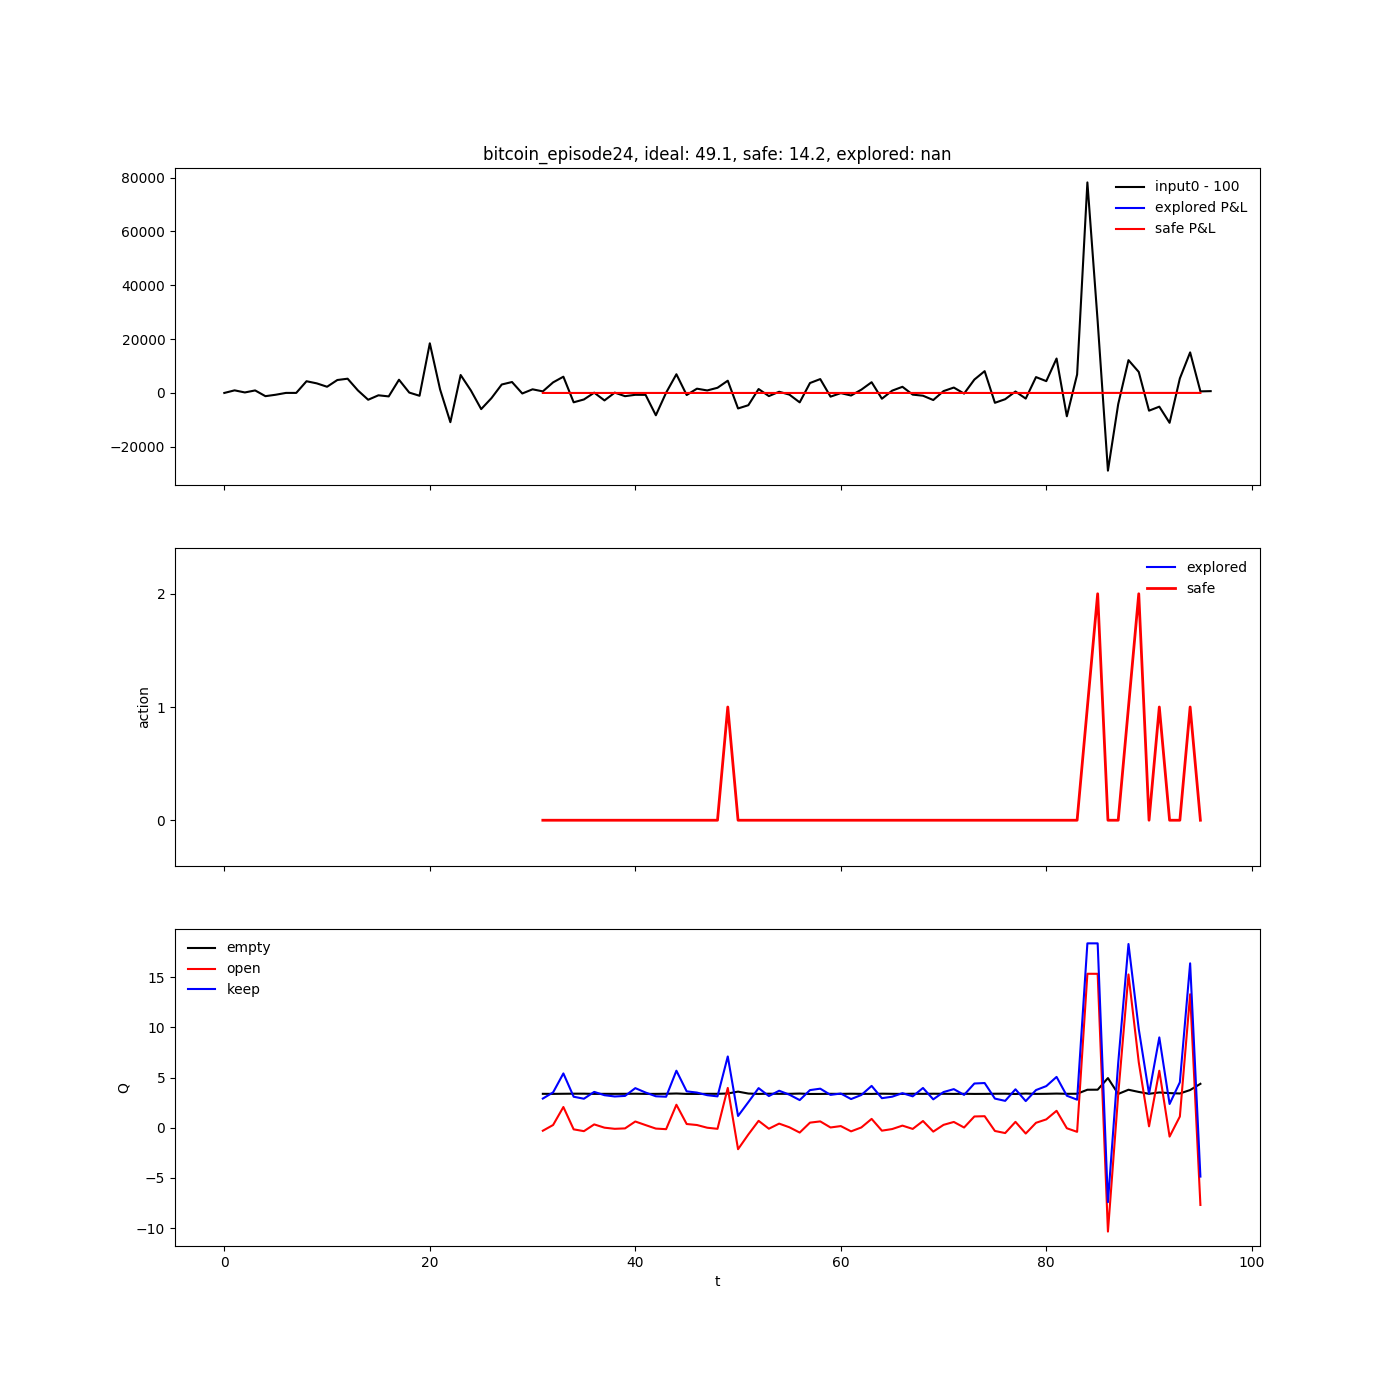 bitcoin_episode24, ideal: 49.1, safe: 14.2, explored: nan
80000
60000
40000
20000
0
−20000
input0 - 100
explored P&L
safe P&L
action
2
1
0
explored
safe
Q
15
10
5
0
−5
−10
empty
open
keep
0 20 40 60 80 100
t